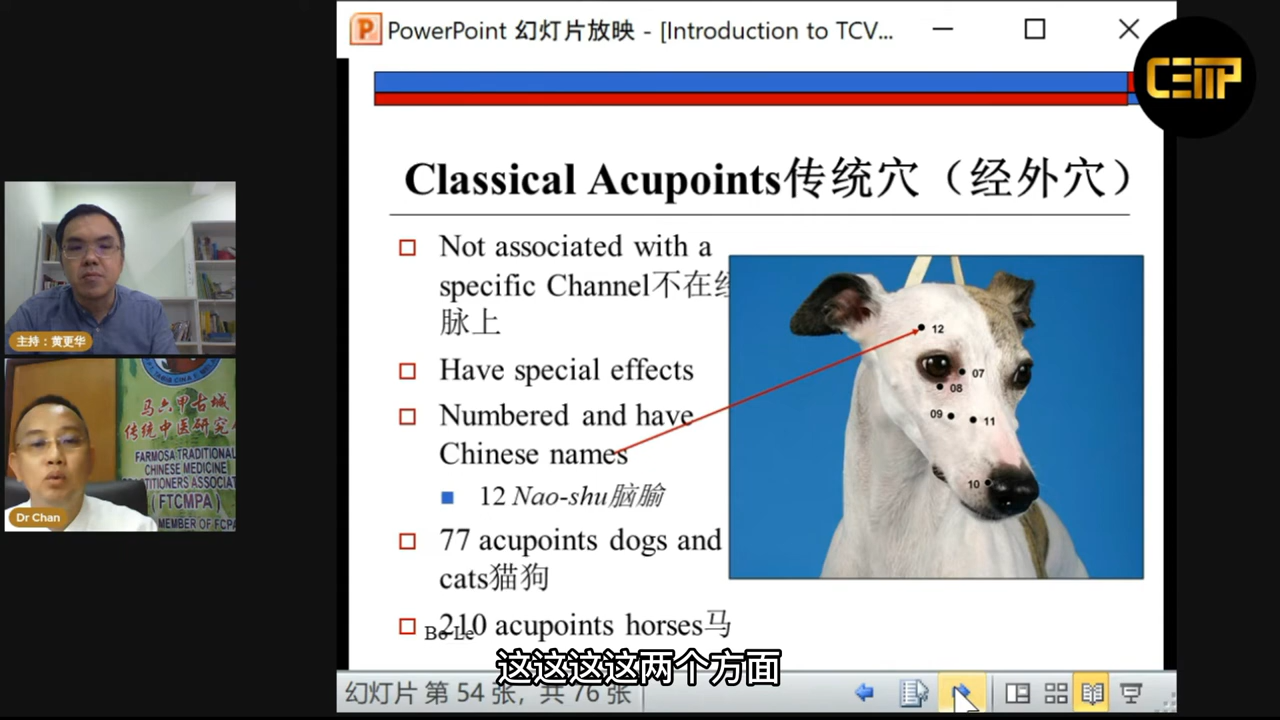 PowerPoint 幻灯片放映 - [Introduction to TCV...
CEMP
Classical Acupoints传统穴（经外穴）
Not associated with a
specific Channel不在经
脉上
Have special effects
Numbered and have
Chinese names
12 Nao-shu脑腧
77 acupoints dogs and
cats猫狗
210 acupoints horses马
Bo Le
12
07
08
09
11
10
主持：黄更华
马六甲古城
传统中医研究
FARMOSA TRADITIONAL
CHINESE MEDICINE
PRACTITIONERS ASSOCIAT
(FTCMPA)
MEMBER OF FCPA
Dr Chan
这这这这两个方面
幻灯片 第 54 张，共 76 张